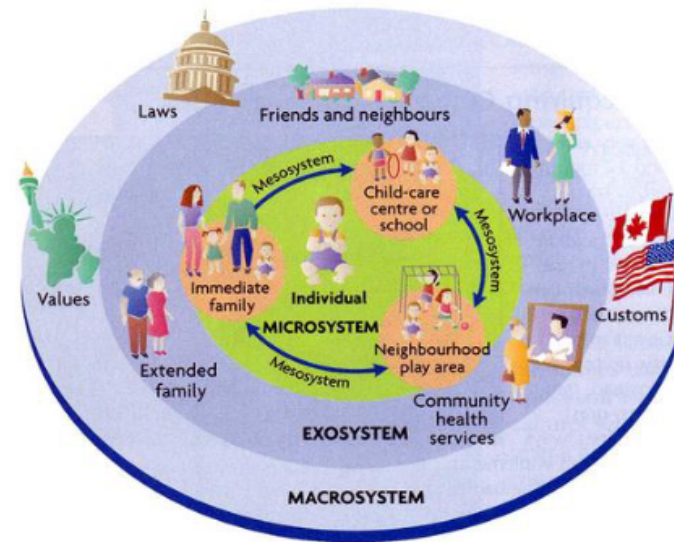 Laws
Friends and neighbours
Mesosystem
Child-care
centre or
school
Workplace
Mesosystem
Values
Immediate
family
Individual
MICROSYSTEM
Neighbourhood
play area
Customs
Extended
family
Mesosystem
Community
health
services
EXOSYSTEM
MACROSYSTEM